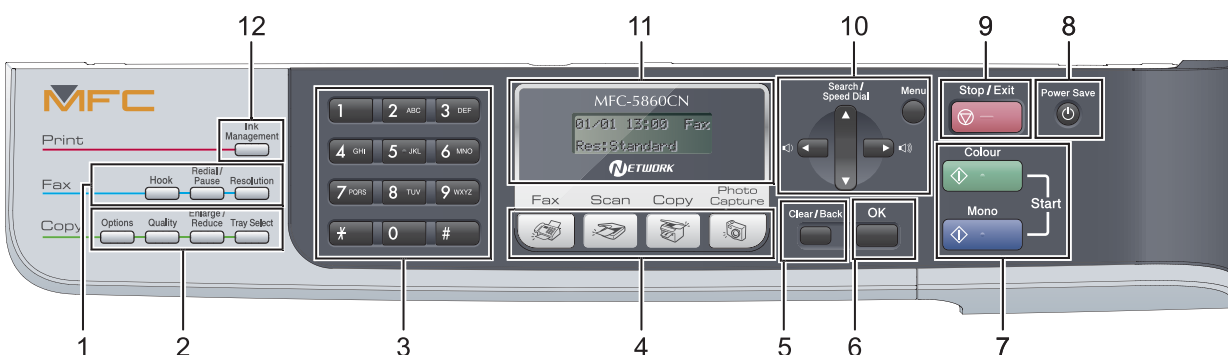 12 11 10 9 8
MFC
Print
Ink
Management
Fax
Hook
Redial /
Pause
Resolution
Copy
Options
Quality
Enlarge /
Reduce
Tray Select
1
2 ABC
3 DEF
4 GHI
5 JKL
6 MNO
7 PQRS
8 TUV
9 WXYZ
* 0 #
MFC-5860CN
01/01 13:00 Fax
Res:Standard
NETWORK
Fax
Scan
Copy
Photo
Capture
Search /
Speed Dial
Menu
Clear / Back
OK
Stop / Exit
Power Save
Colour
Mono
Start
1 2 3 4 5 6 7